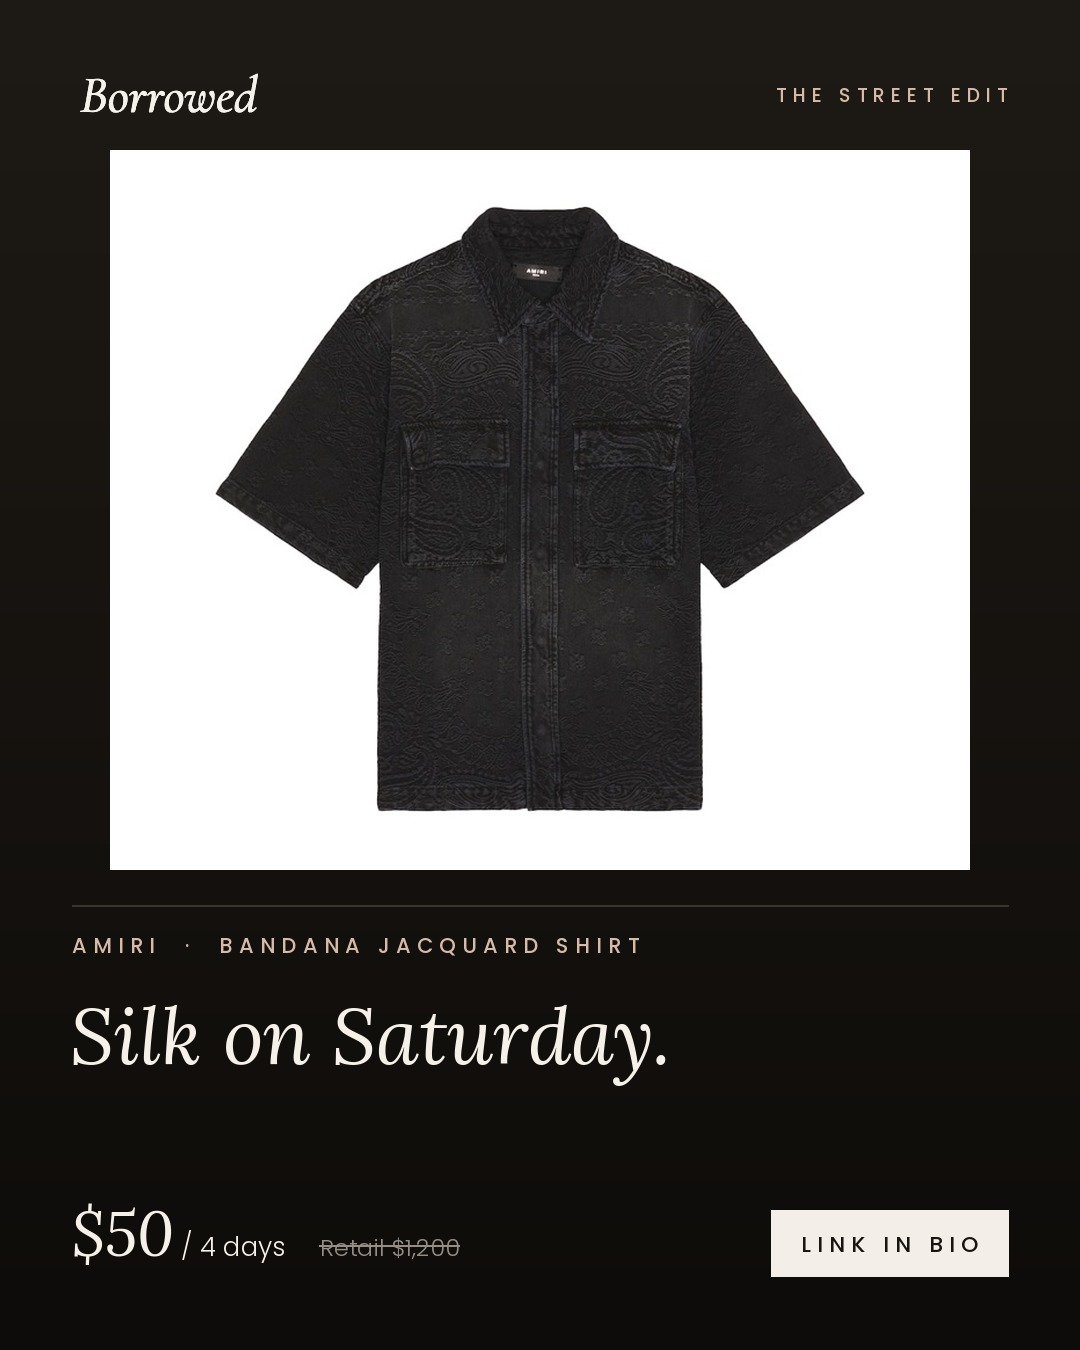 Borrowed
THE STREET EDIT
AMIRI
AMIRI · BANDANA JACQUARD SHIRT
Silk on Saturday.
$50 / 4 days Retail $1,200
LINK IN BIO